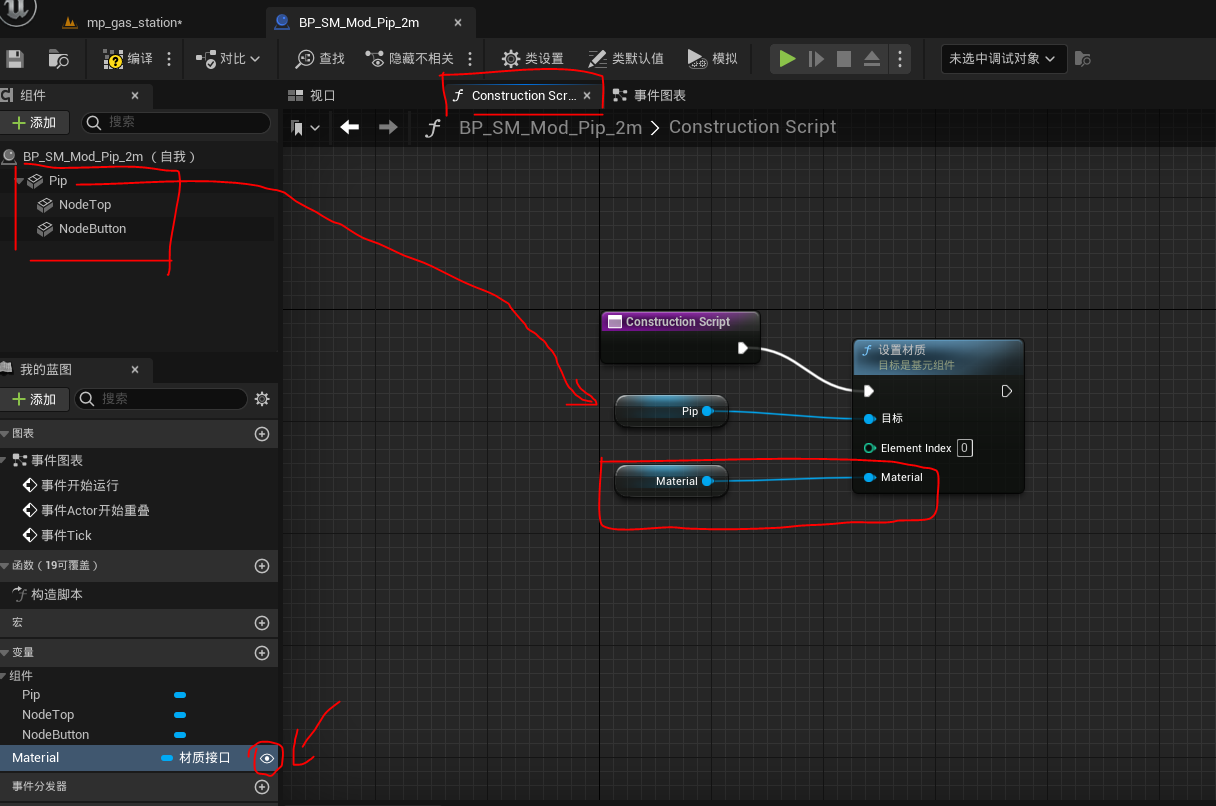 mp_gas_station*
BP_SM_Mod_Pip_2m
编译
对比
查找
隐藏不相关
类设置
类默认值
模拟
未选中调试对象
组件
视口
Construction Scr...
事件图表
添加
搜索
BP_SM_Mod_Pip_2m
Construction Script
BP_SM_Mod_Pip_2m（自我）
Pip
NodeTop
NodeButton
Construction Script
设置材质
目标是基元组件
Pip
目标
Element Index 0
Material
Material
我的蓝图
添加
搜索
图表
事件图表
事件开始运行
事件Actor开始重叠
事件Tick
函数（19可覆盖）
构造脚本
宏
变量
组件
Pip
NodeTop
NodeButton
Material 材质接口
事件分发器